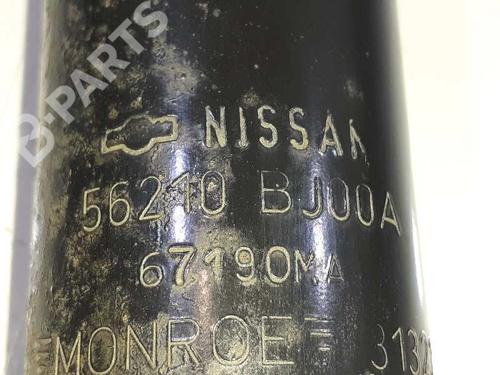 B-PARTS
NISSAN
56210 BJ00A
67190MA
MONROE 3132